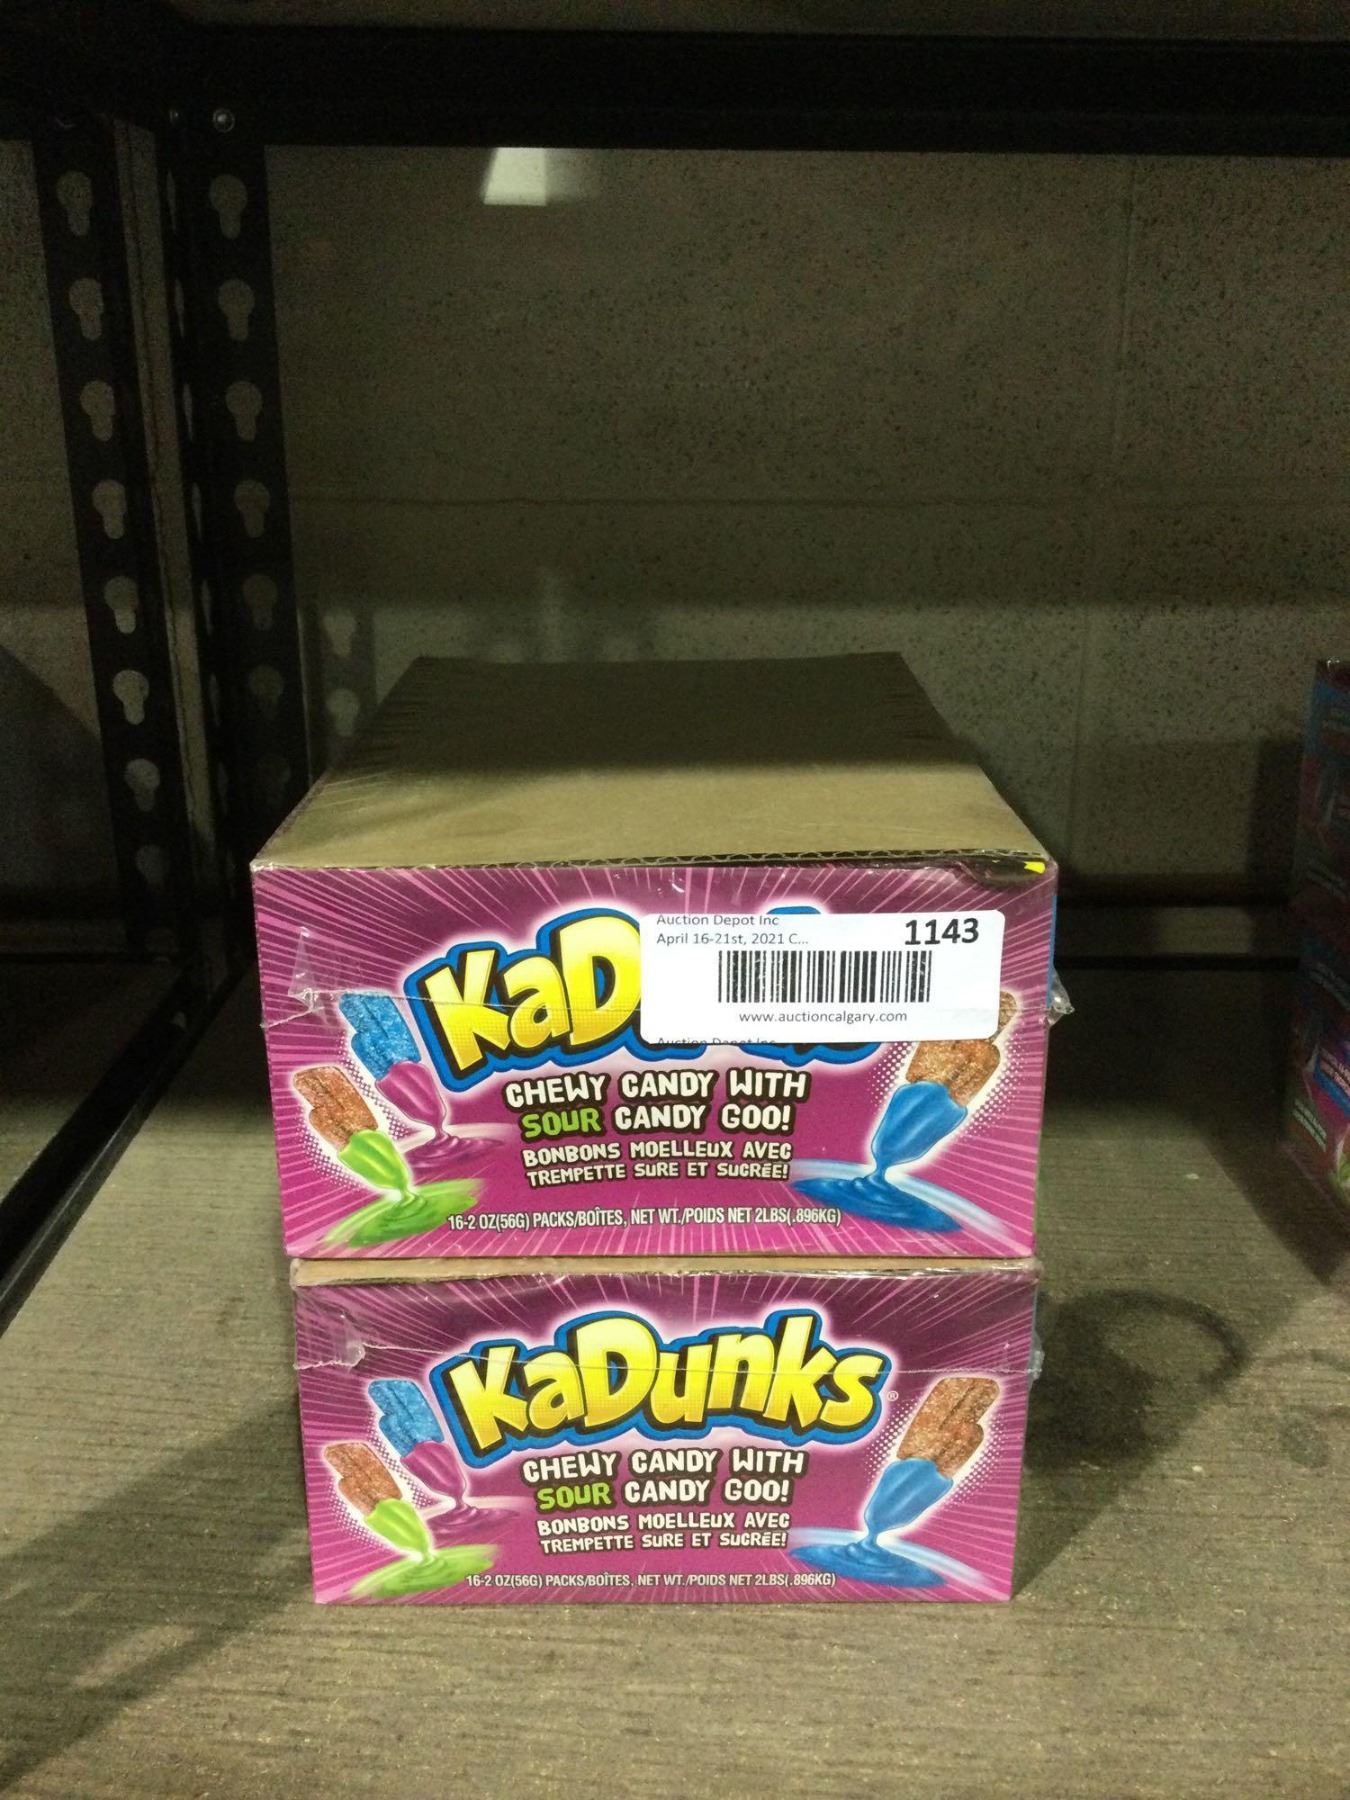 Auction Depot Inc
1143
April 16-21st, 2021 C...
www.auctioncalgary.com
Auction Depot Inc
KaD
CHEWY CANDY WITH
SOUR CANDY GOO!
BONBONS MOELLEUX AVEC
TREMPETTE SURE ET SUCRÉE!
16-2 OZ(56G) PACKS/BOÎTES, NET WT./POIDS NET 2LBS(.896KG)
KaDunks®
CHEWY CANDY WITH
SOUR CANDY GOO!
BONBONS MOELLEUX AVEC
TREMPETTE SURE ET SUCRÉE!
16-2 OZ(56G) PACKS/BOÎTES, NET WT./POIDS NET 2LBS(.896KG)